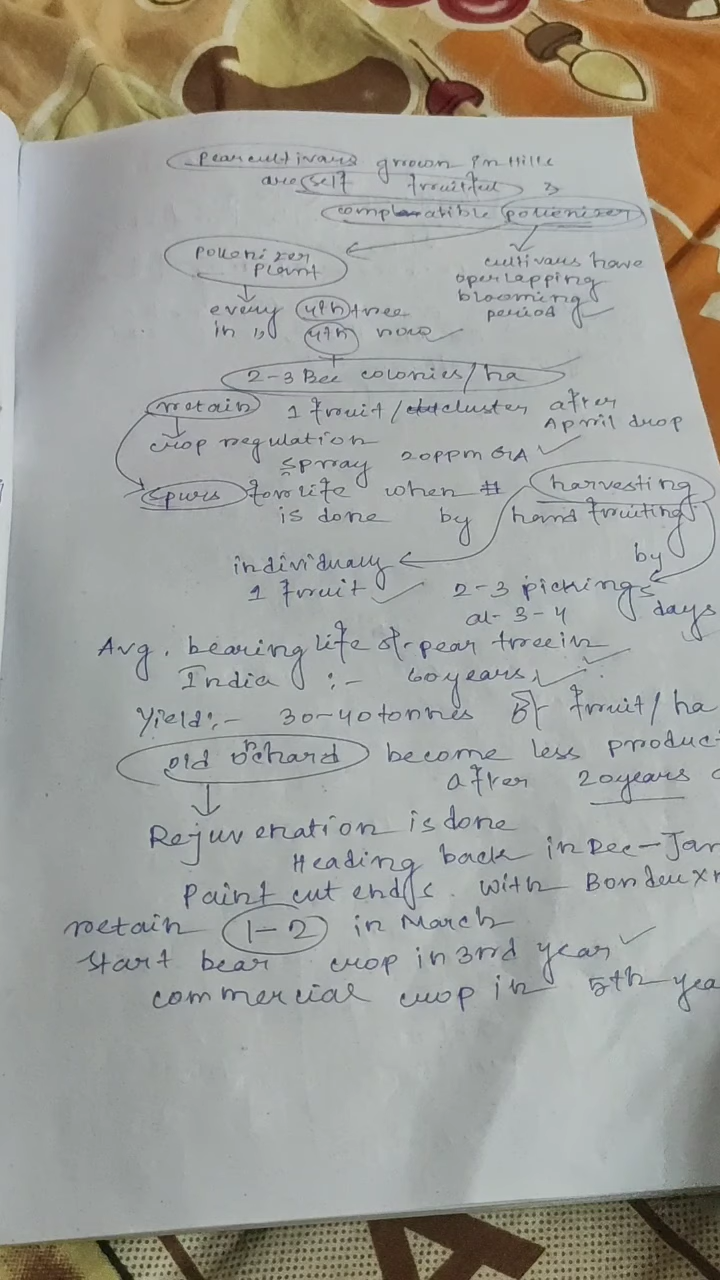 pear cultivars grown in Hills
are self fruitful &
compatible pollenizer
pollenizer
plant
cultivars have
operlapping
blooming
period
every 4th tree
in 4th row
+
2-3 Bee colonies/ha
retain 1 fruit/cluster after
April drop
crop regulation
spray 20ppm GA
spurs for life when harvesting
is done by hand fruiting
individualy by
1 fruit 2-3 pickings
at 3-4 days
Avg. bearing life of pear tree in
India :- 60 years
Yield:- 30-40 tonnes of fruit/ha
old orchard become less produc
after 20 years
Rejuvenation is done
Heading back in Dec-Jan
Paint cut ends with Bordeux
retain 1-2 in March
start bear crop in 3rd year
commercial crop in 5th yea